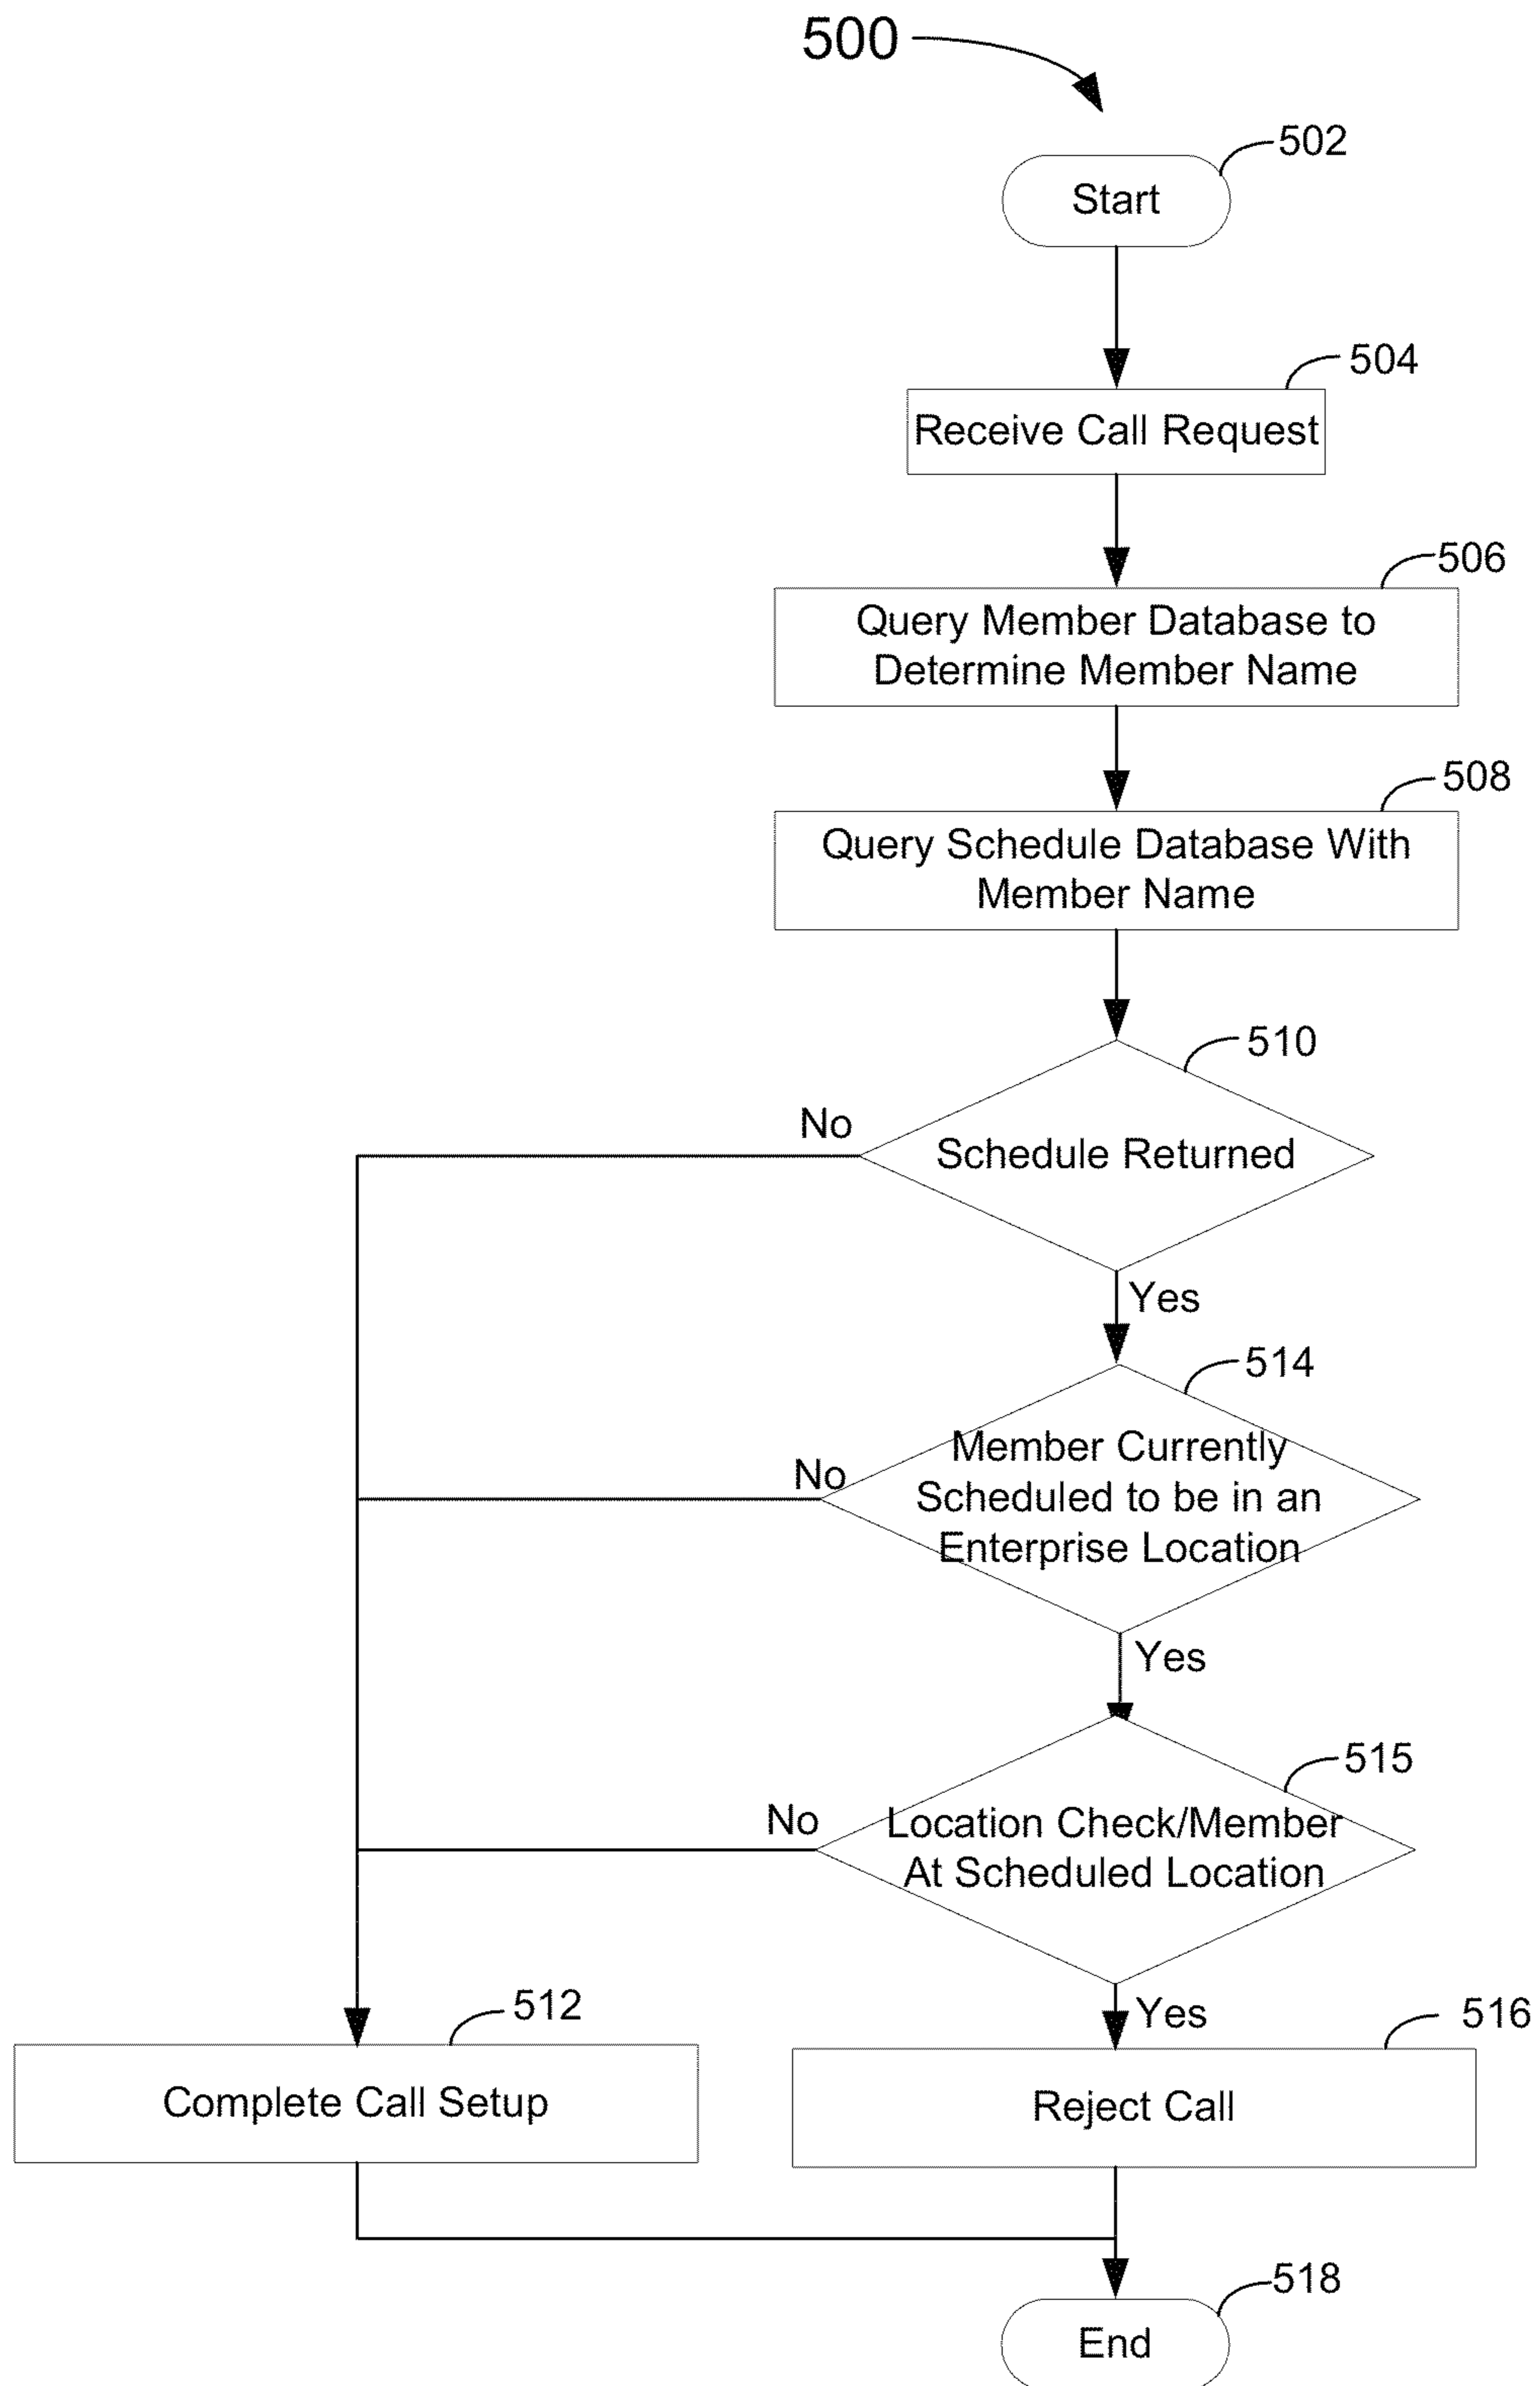 500
502
Start
504
Receive Call Request
506
Query Member Database to
Determine Member Name
508
Query Schedule Database With
Member Name
510
No
Schedule Returned
Yes
514
No
Member Currently
Scheduled to be in an
Enterprise Location
Yes
515
No
Location Check/Member
At Scheduled Location
Yes
512
516
Complete Call Setup
Reject Call
518
End